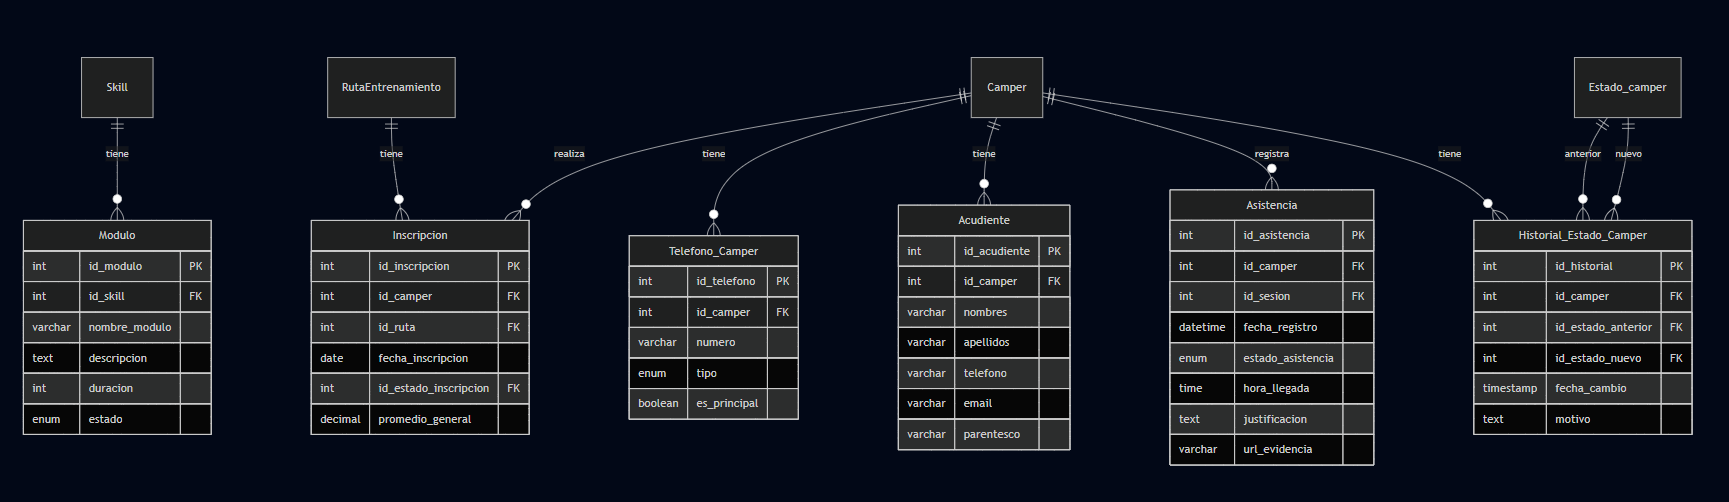 Skill
RutaEntrenamiento
Camper
Estado_camper
tiene
tiene
realiza
tiene
tiene
registra
tiene
anterior
nuevo
Modulo
int id_modulo PK
int id_skill FK
varchar nombre_modulo
text descripcion
int duracion
enum estado
Inscripcion
int id_inscripcion PK
int id_camper FK
int id_ruta FK
date fecha_inscripcion
int id_estado_inscripcion FK
decimal promedio_general
Telefono_Camper
int id_telefono PK
int id_camper FK
varchar numero
enum tipo
boolean es_principal
Acudiente
int id_acudiente PK
int id_camper FK
varchar nombres
varchar apellidos
varchar telefono
varchar email
varchar parentesco
Asistencia
int id_asistencia PK
int id_camper FK
int id_sesion FK
datetime fecha_registro
enum estado_asistencia
time hora_llegada
text justificacion
varchar url_evidencia
Historial_Estado_Camper
int id_historial PK
int id_camper FK
int id_estado_anterior FK
int id_estado_nuevo FK
timestamp fecha_cambio
text motivo